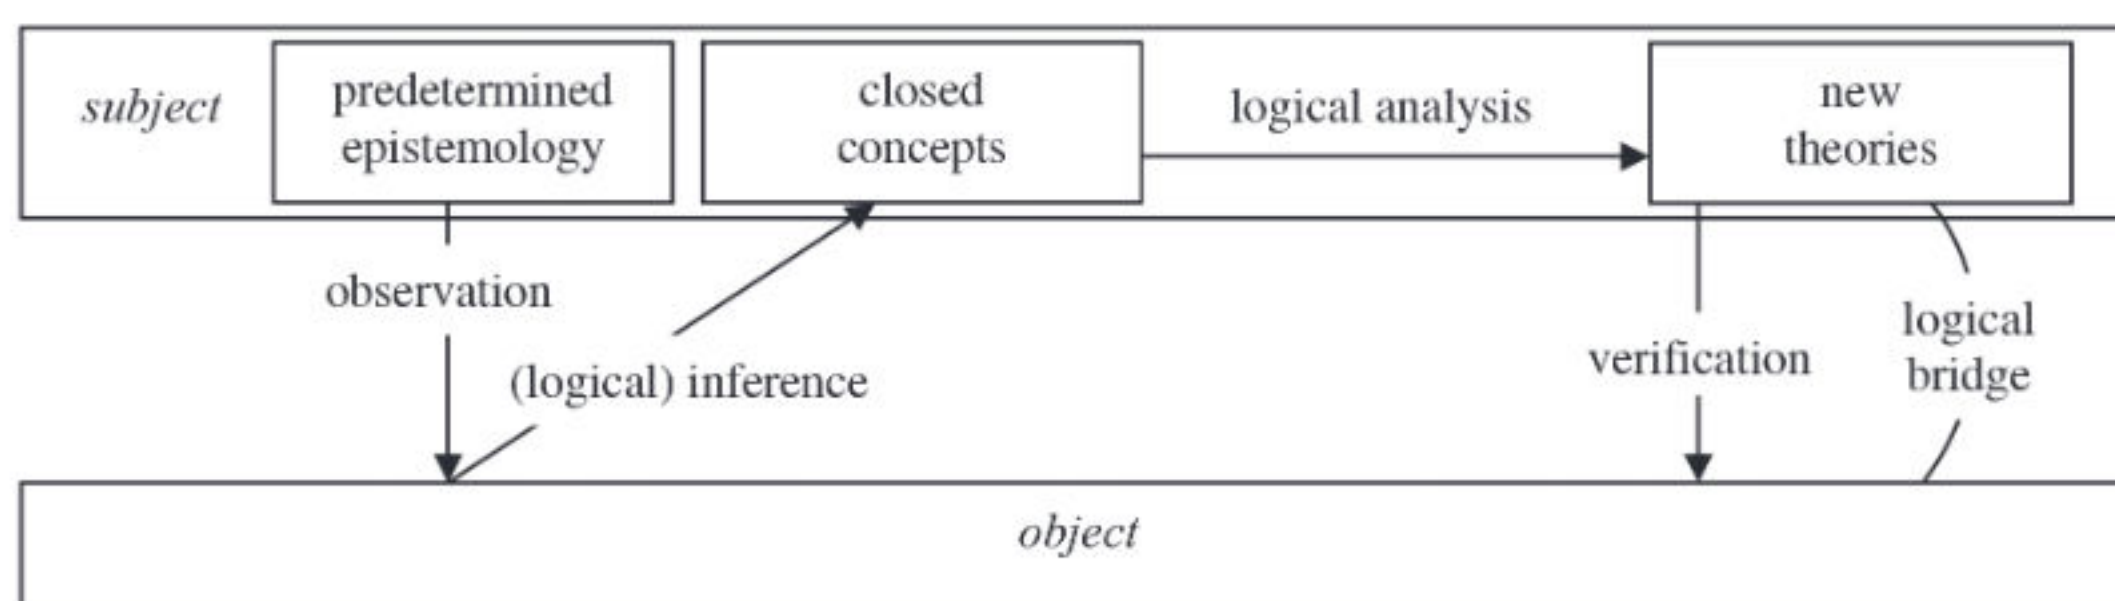 subject
predetermined
epistemology
closed
concepts
logical analysis
new
theories
observation
(logical) inference
verification
logical
bridge
object